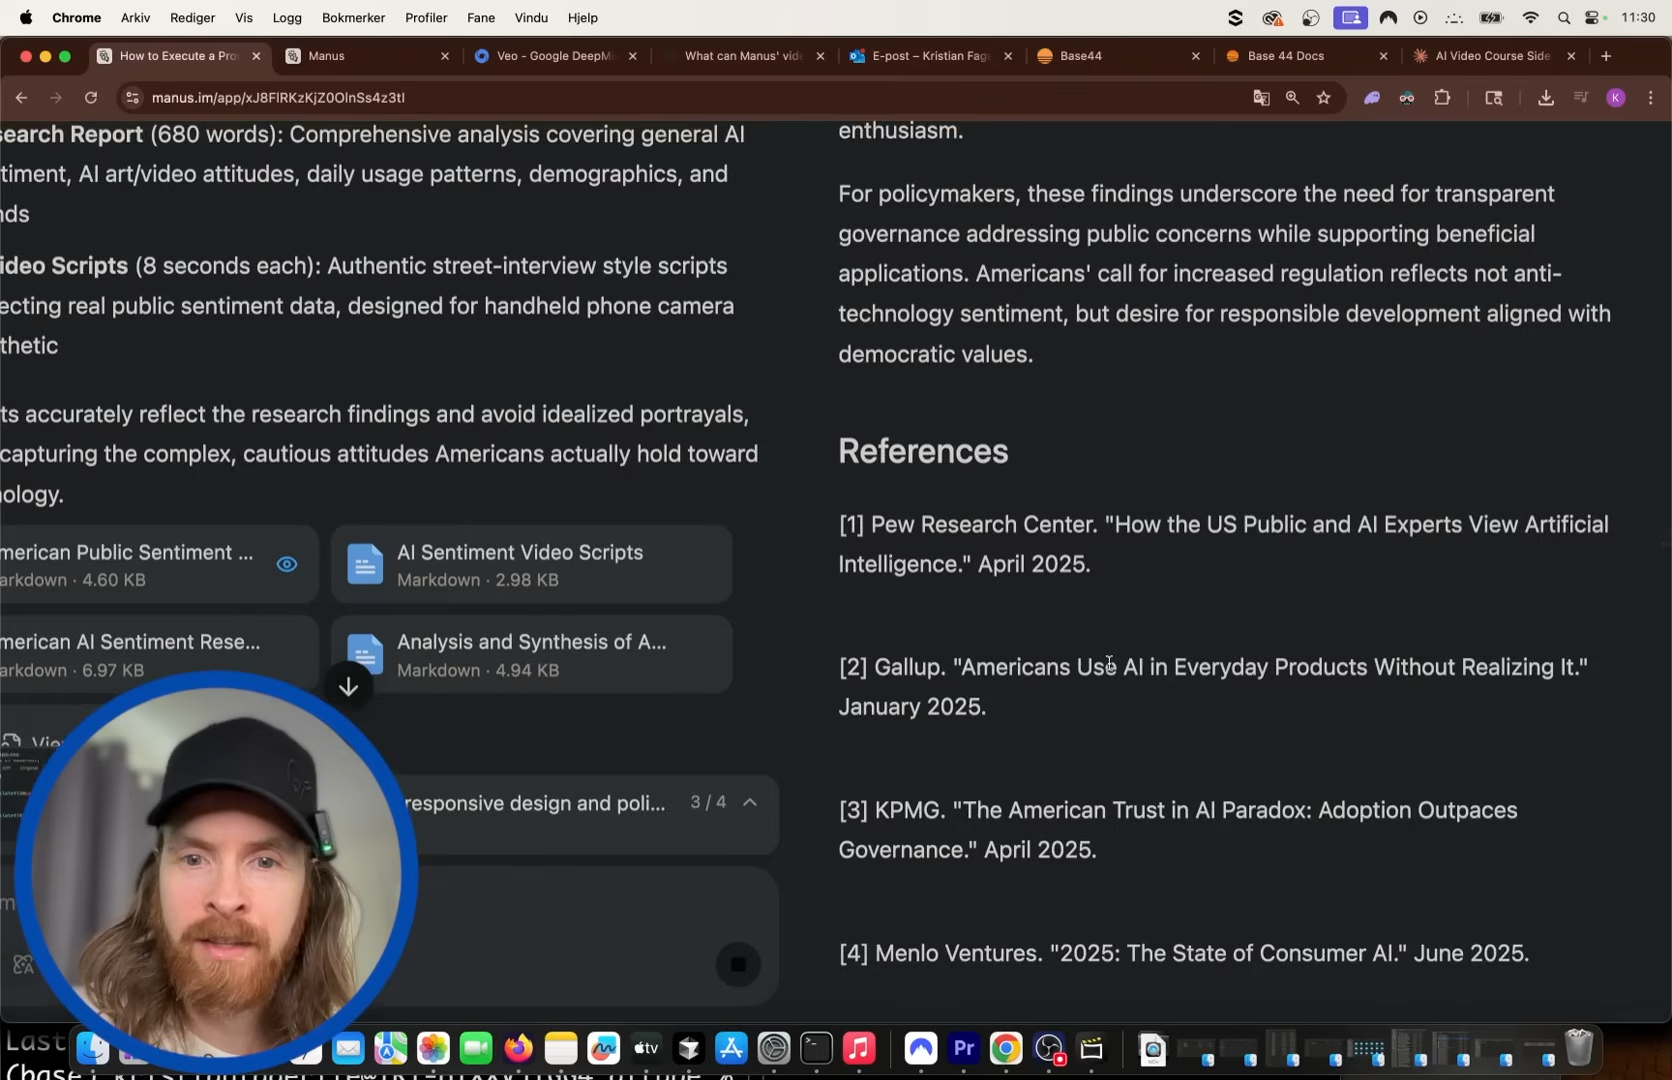 Chrome Arkiv Rediger Vis Logg Bokmerker Profiler Fane Vindu Hjelp 11:30
How to Execute a Pro
Manus
Veo - Google DeepMi
What can Manus' vide
E-post – Kristian Fage
Base44
Base 44 Docs
AI Video Course Side
manus.im/app/xJ8FlRKzKjZ0OlnSs4z3tI
K
search Report (680 words): Comprehensive analysis covering general AI
timent, AI art/video attitudes, daily usage patterns, demographics, and
nds
ideo Scripts (8 seconds each): Authentic street-interview style scripts
ecting real public sentiment data, designed for handheld phone camera
thetic
ts accurately reflect the research findings and avoid idealized portrayals,
capturing the complex, cautious attitudes Americans actually hold toward
nology.
merican Public Sentiment ...
arkdown · 4.60 KB
AI Sentiment Video Scripts
Markdown · 2.98 KB
merican AI Sentiment Rese...
arkdown · 6.97 KB
Analysis and Synthesis of A...
Markdown · 4.94 KB
View
responsive design and poli... 3 / 4
enthusiasm.
For policymakers, these findings underscore the need for transparent
governance addressing public concerns while supporting beneficial
applications. Americans' call for increased regulation reflects not anti-
technology sentiment, but desire for responsible development aligned with
democratic values.
References
[1] Pew Research Center. "How the US Public and AI Experts View Artificial
Intelligence." April 2025.
[2] Gallup. "Americans Use AI in Everyday Products Without Realizing It."
January 2025.
[3] KPMG. "The American Trust in AI Paradox: Adoption Outpaces
Governance." April 2025.
[4] Menlo Ventures. "2025: The State of Consumer AI." June 2025.
tv
Pr
Last